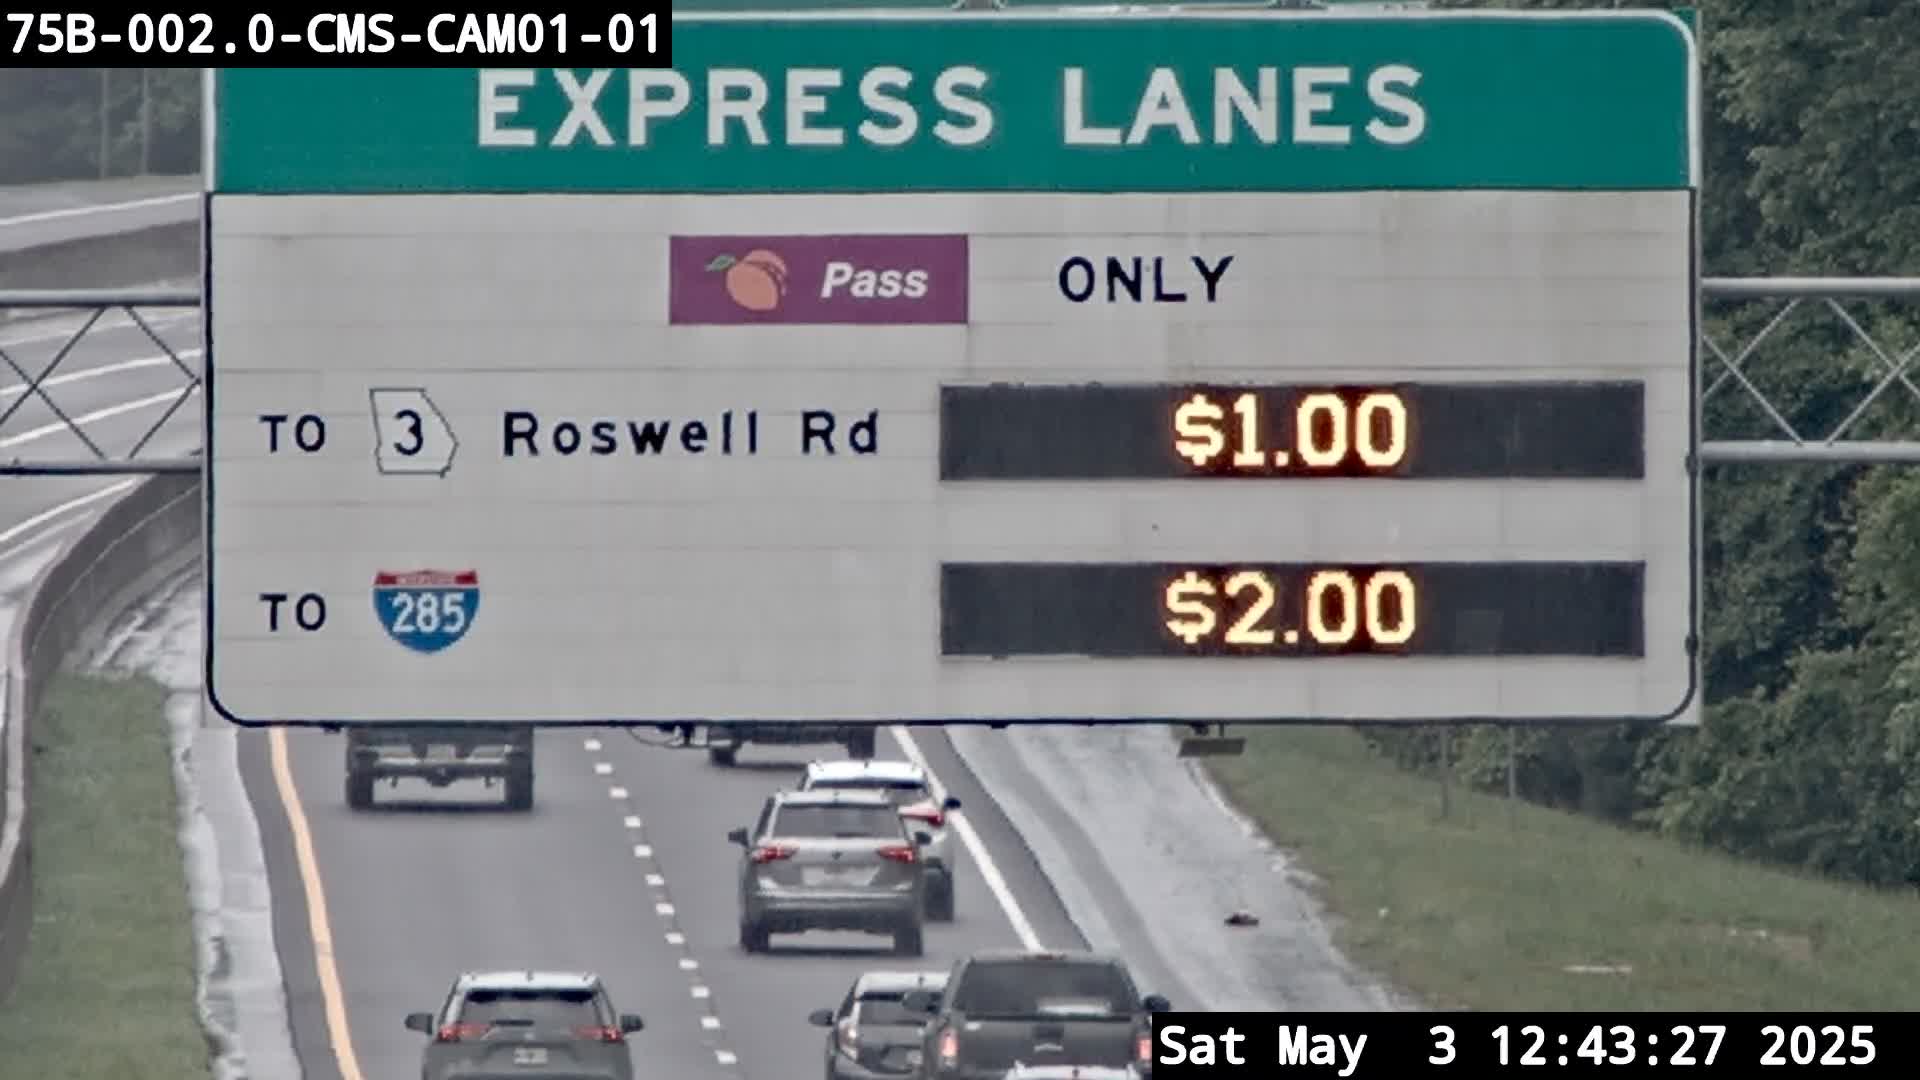 75B-002.0-CMS-CAM01-01
EXPRESS LANES
Pass ONLY
TO 3 Roswell Rd $1.00
TO 285 $2.00
Sat May 3 12:43:27 2025